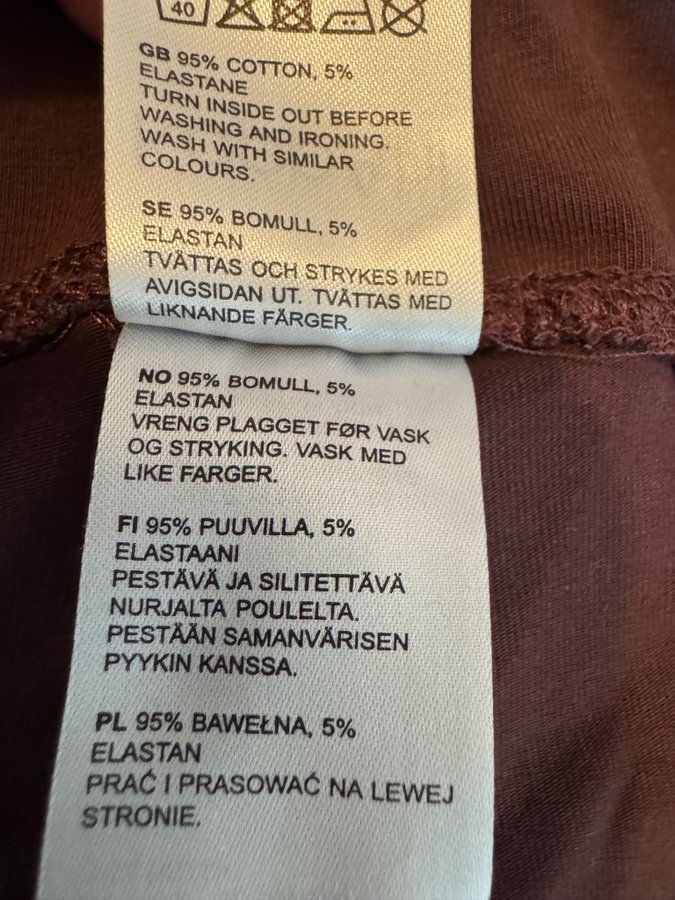 40
GB 95% COTTON, 5%
ELASTANE
TURN INSIDE OUT BEFORE
WASHING AND IRONING.
WASH WITH SIMILAR
COLOURS.
SE 95% BOMULL, 5%
ELASTAN
TVÄTTAS OCH STRYKES MED
AVIGSIDAN UT. TVÄTTAS MED
LIKNANDE FÄRGER.
NO 95% BOMULL, 5%
ELASTAN
VRENG PLAGGET FØR VASK
OG STRYKING. VASK MED
LIKE FARGER.
FI 95% PUUVILLA, 5%
ELASTAANI
PESTÄVÄ JA SILITETTÄVÄ
NURJALTA POULELTA.
PESTÄÄN SAMANVÄRISEN
PYYKIN KANSSA.
PL 95% BAWEŁNA, 5%
ELASTAN
PRAĆ I PRASOWAĆ NA LEWEJ
STRONIE.